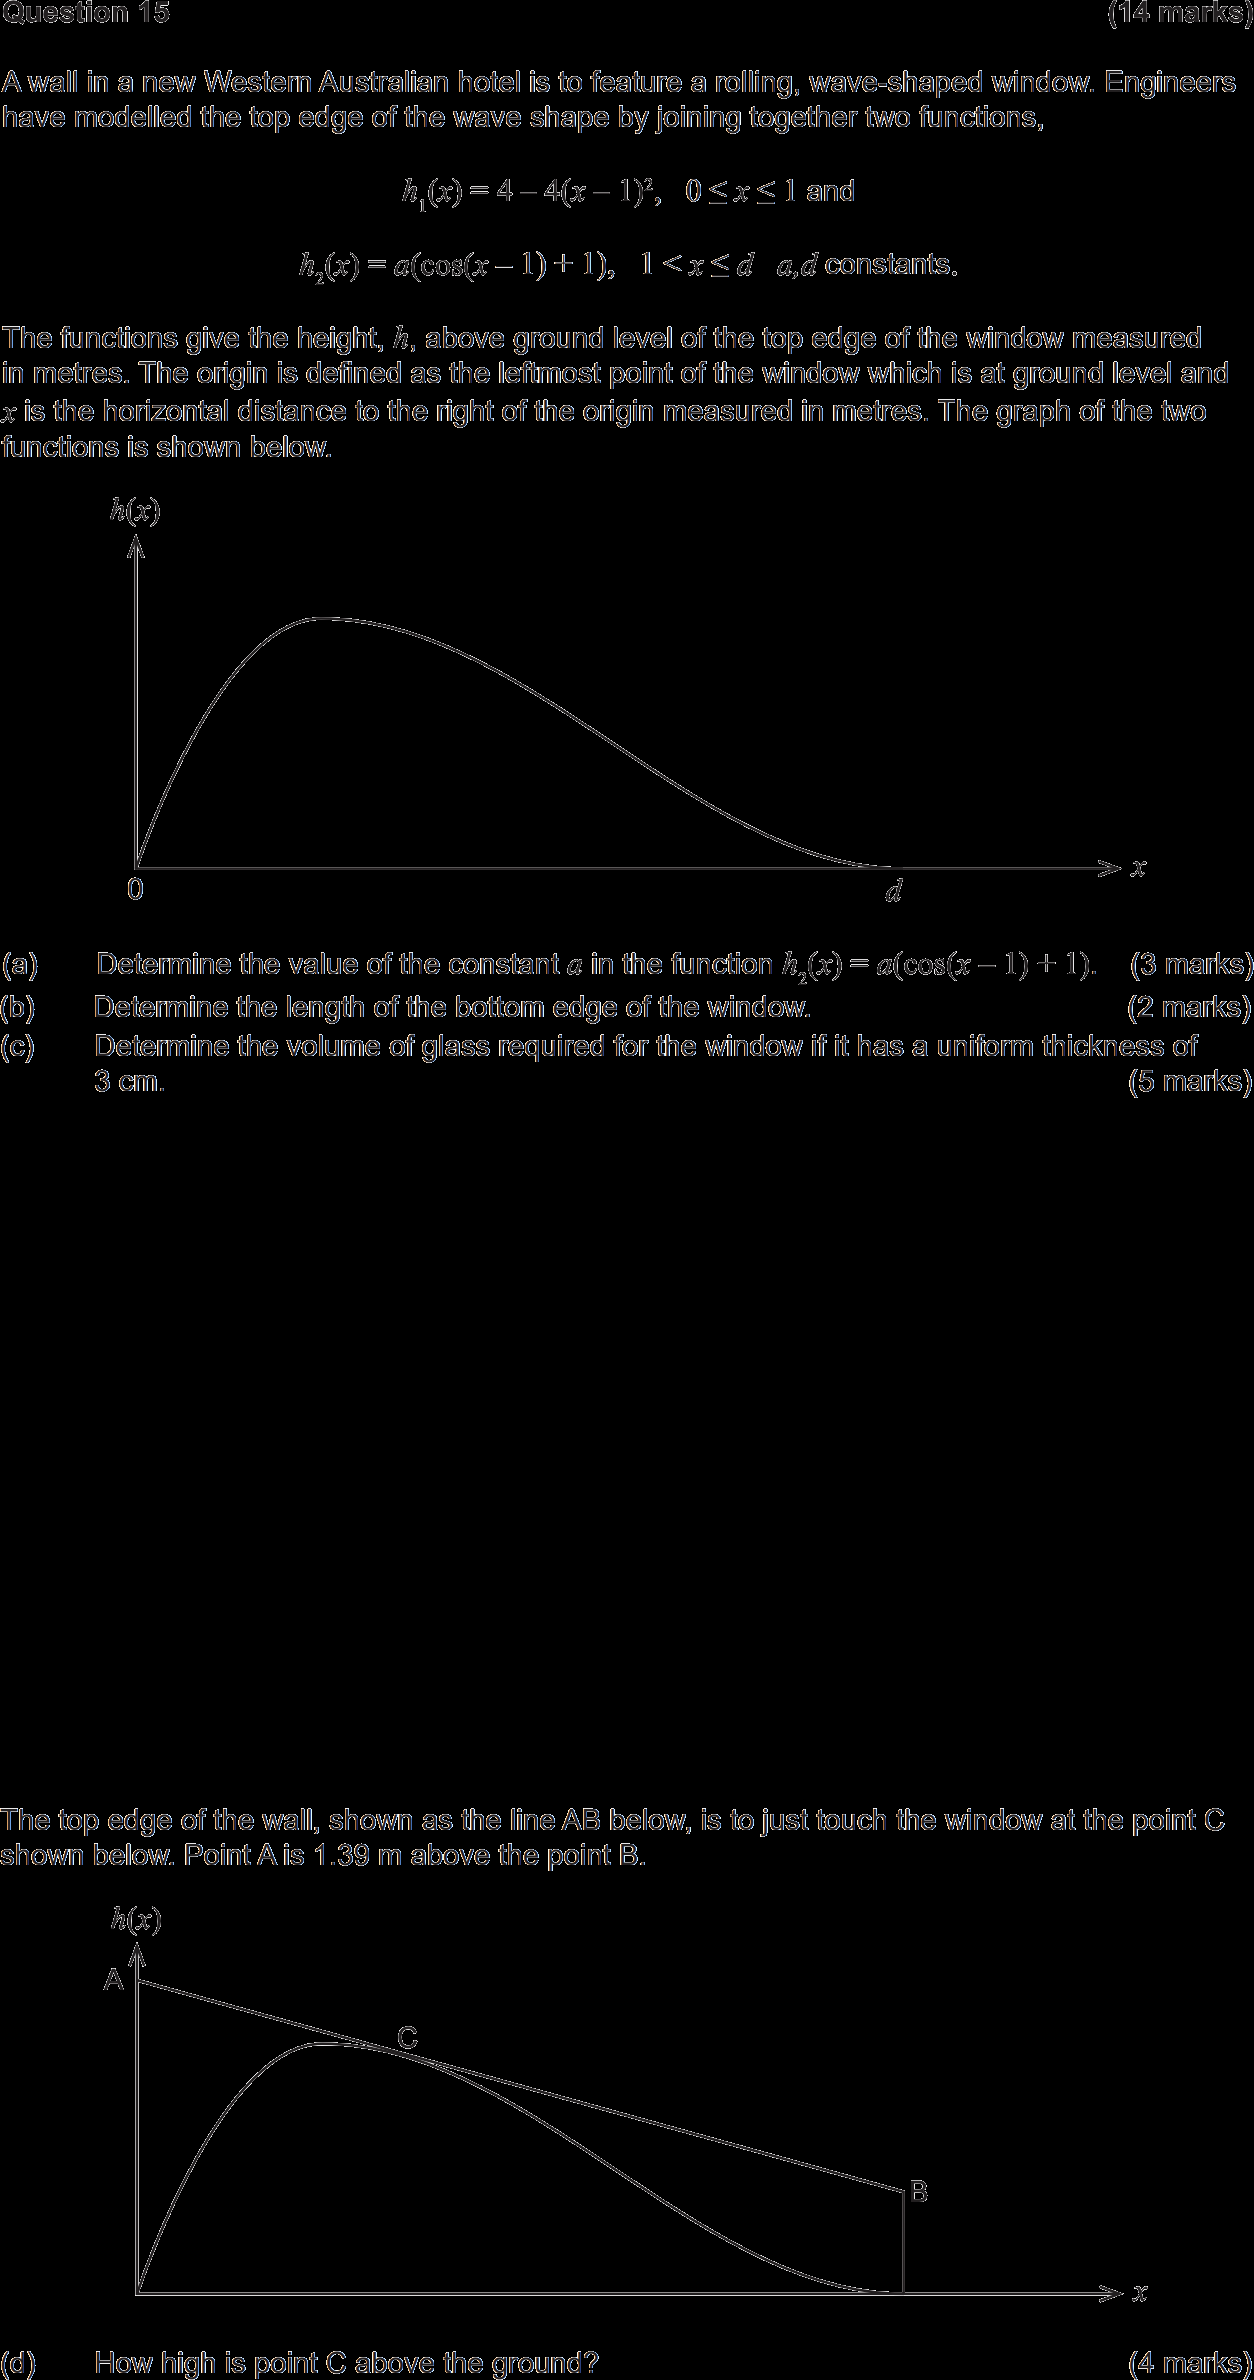 Question 15 (14 marks)
A wall in a new Western Australian hotel is to feature a rolling, wave-shaped window. Engineers
have modelled the top edge of the wave shape by joining together two functions,
h₁(x) = 4 – 4(x – 1)², 0 ≤ x ≤ 1 and
h₂(x) = a(cos(x – 1) + 1), 1 < x ≤ d a,d constants.
The functions give the height, h, above ground level of the top edge of the window measured
in metres. The origin is defined as the leftmost point of the window which is at ground level and
x is the horizontal distance to the right of the origin measured in metres. The graph of the two
functions is shown below.
h(x)
x
0
d
(a) Determine the value of the constant a in the function h₂(x) = a(cos(x – 1) + 1). (3 marks)
(b) Determine the length of the bottom edge of the window. (2 marks)
(c) Determine the volume of glass required for the window if it has a uniform thickness of
3 cm. (5 marks)
The top edge of the wall, shown as the line AB below, is to just touch the window at the point C
shown below. Point A is 1.39 m above the point B.
h(x)
A
C
B
x
(d) How high is point C above the ground? (4 marks)